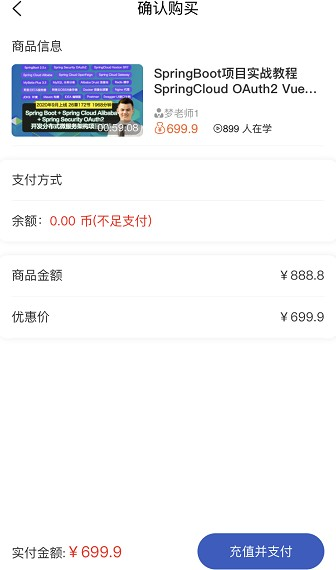 确认购买
商品信息
SpringBoot项目实战教程
SpringCloud OAuth2 Vue...
2020年9月上线 26章172节 1968分钟
Spring Boot + Spring Cloud Alibaba
+ Spring Security OAuth2
开发分布式微服务架构项
00:59:08
梦老师1
699.9
899 人在学
支付方式
余额: 0.00 币(不足支付)
商品金额
¥888.8
优惠价
¥699.9
实付金额: ¥699.9
充值并支付